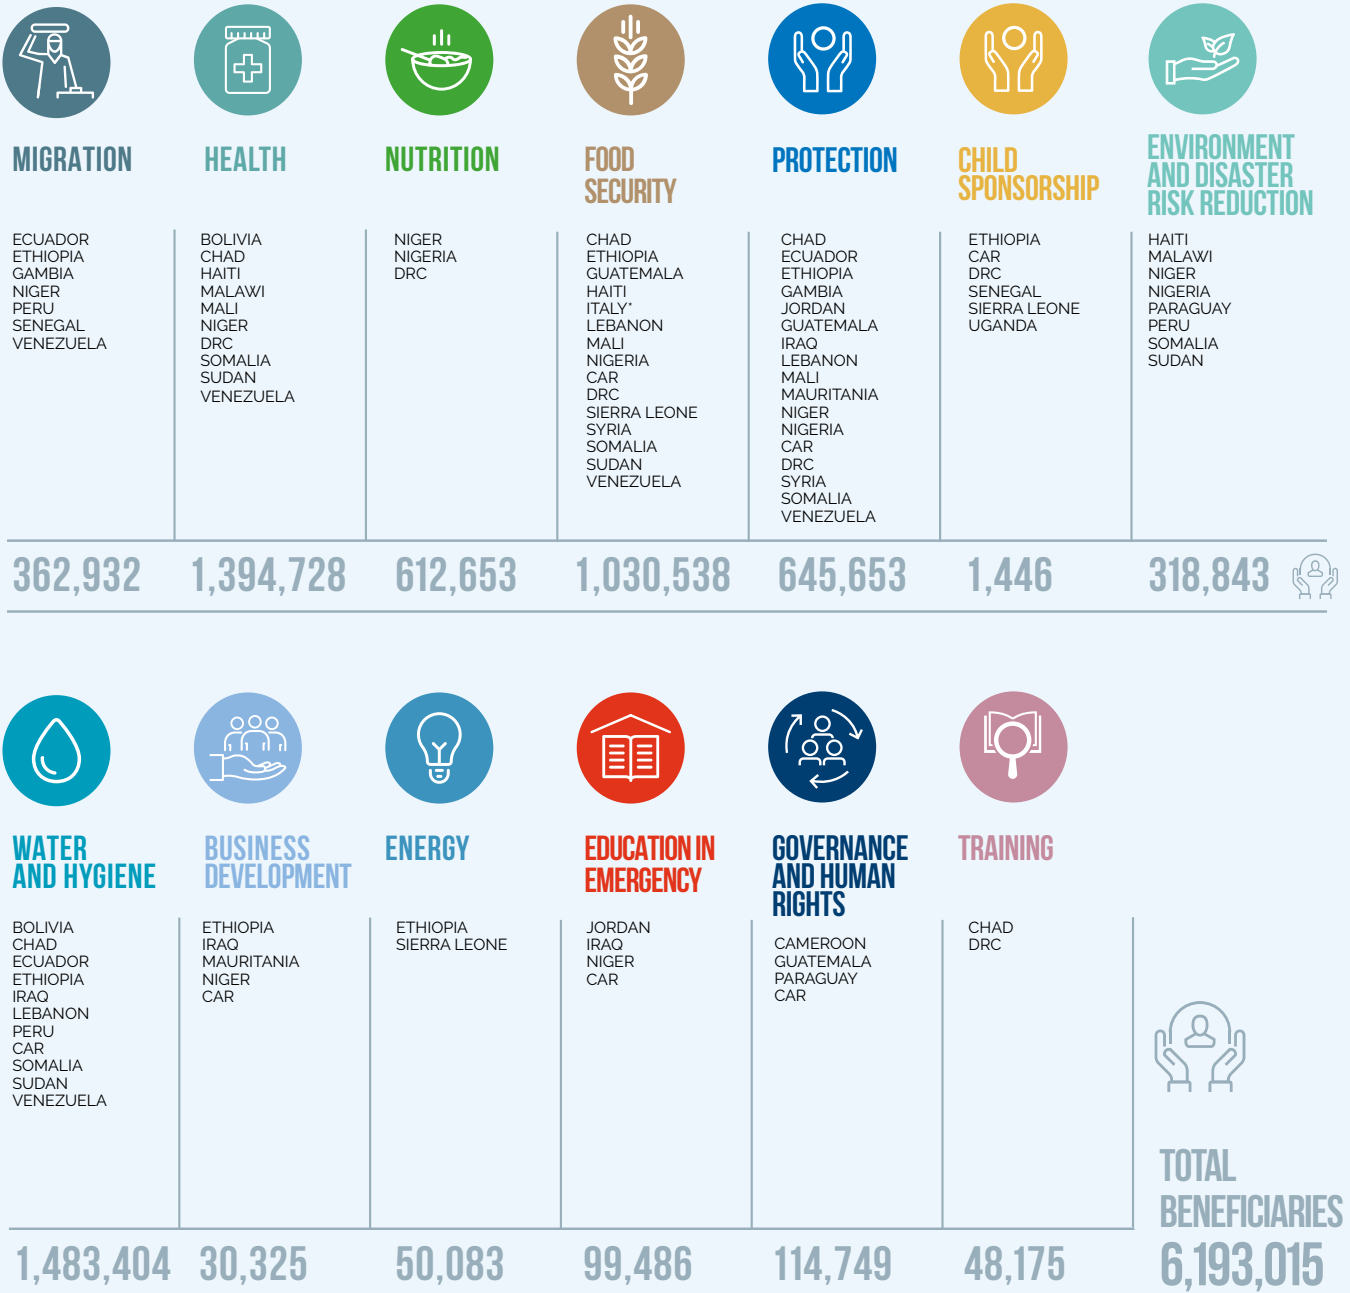 MIGRATION
ECUADOR
ETHIOPIA
GAMBIA
NIGER
PERU
SENEGAL
VENEZUELA
362,932
HEALTH
BOLIVIA
CHAD
HAITI
MALAWI
MALI
NIGER
DRC
SOMALIA
SUDAN
VENEZUELA
1,394,728
NUTRITION
NIGER
NIGERIA
DRC
612,653
FOOD
SECURITY
CHAD
ETHIOPIA
GUATEMALA
HAITI
ITALY*
LEBANON
MALI
NIGERIA
CAR
DRC
SIERRA LEONE
SYRIA
SOMALIA
SUDAN
VENEZUELA
1,030,538
PROTECTION
CHAD
ECUADOR
ETHIOPIA
GAMBIA
JORDAN
GUATEMALA
IRAQ
LEBANON
MALI
MAURITANIA
NIGER
NIGERIA
CAR
DRC
SYRIA
SOMALIA
VENEZUELA
645,653
CHILD
SPONSORSHIP
ETHIOPIA
CAR
DRC
SENEGAL
SIERRA LEONE
UGANDA
1,446
ENVIRONMENT
AND DISASTER
RISK REDUCTION
HAITI
MALAWI
NIGER
NIGERIA
PARAGUAY
PERU
SOMALIA
SUDAN
318,843
WATER
AND HYGIENE
BOLIVIA
CHAD
ECUADOR
ETHIOPIA
IRAQ
LEBANON
PERU
CAR
SOMALIA
SUDAN
VENEZUELA
1,483,404
BUSINESS
DEVELOPMENT
ETHIOPIA
IRAQ
MAURITANIA
NIGER
CAR
30,325
ENERGY
ETHIOPIA
SIERRA LEONE
50,083
EDUCATION IN
EMERGENCY
JORDAN
IRAQ
NIGER
CAR
99,486
GOVERNANCE
AND HUMAN
RIGHTS
CAMEROON
GUATEMALA
PARAGUAY
CAR
114,749
TRAINING
CHAD
DRC
48,175
TOTAL
BENEFICIARIES
6,193,015